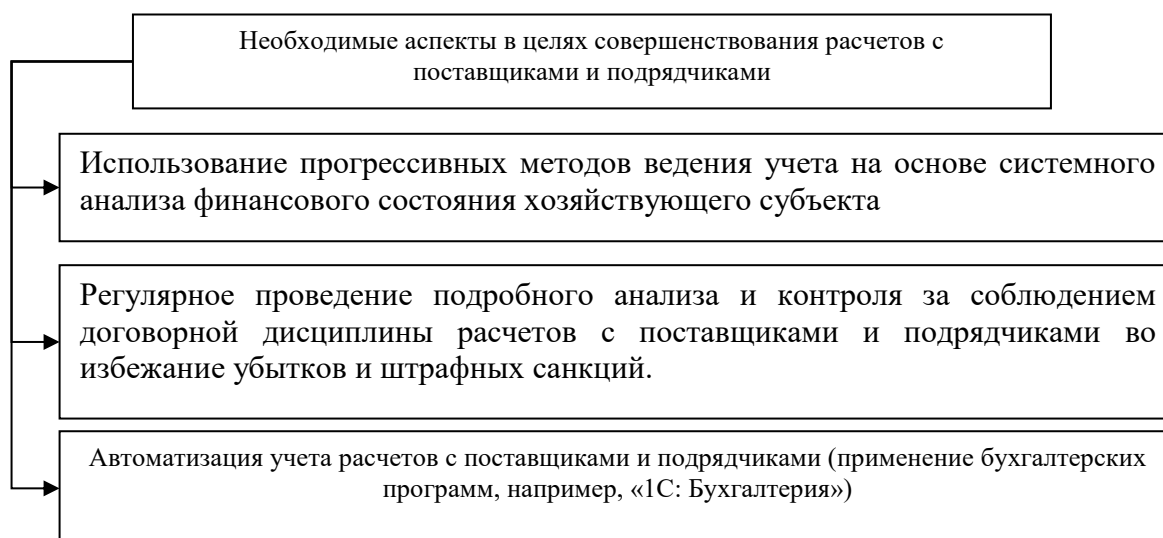 Необходимые аспекты в целях совершенствования расчетов с
поставщиками и подрядчиками
Использование прогрессивных методов ведения учета на основе системного
анализа финансового состояния хозяйствующего субъекта
Регулярное проведение подробного анализа и контроля за соблюдением
договорной дисциплины расчетов с поставщиками и подрядчиками во
избежание убытков и штрафных санкций.
Автоматизация учета расчетов с поставщиками и подрядчиками (применение бухгалтерских
программ, например, «1С: Бухгалтерия»)